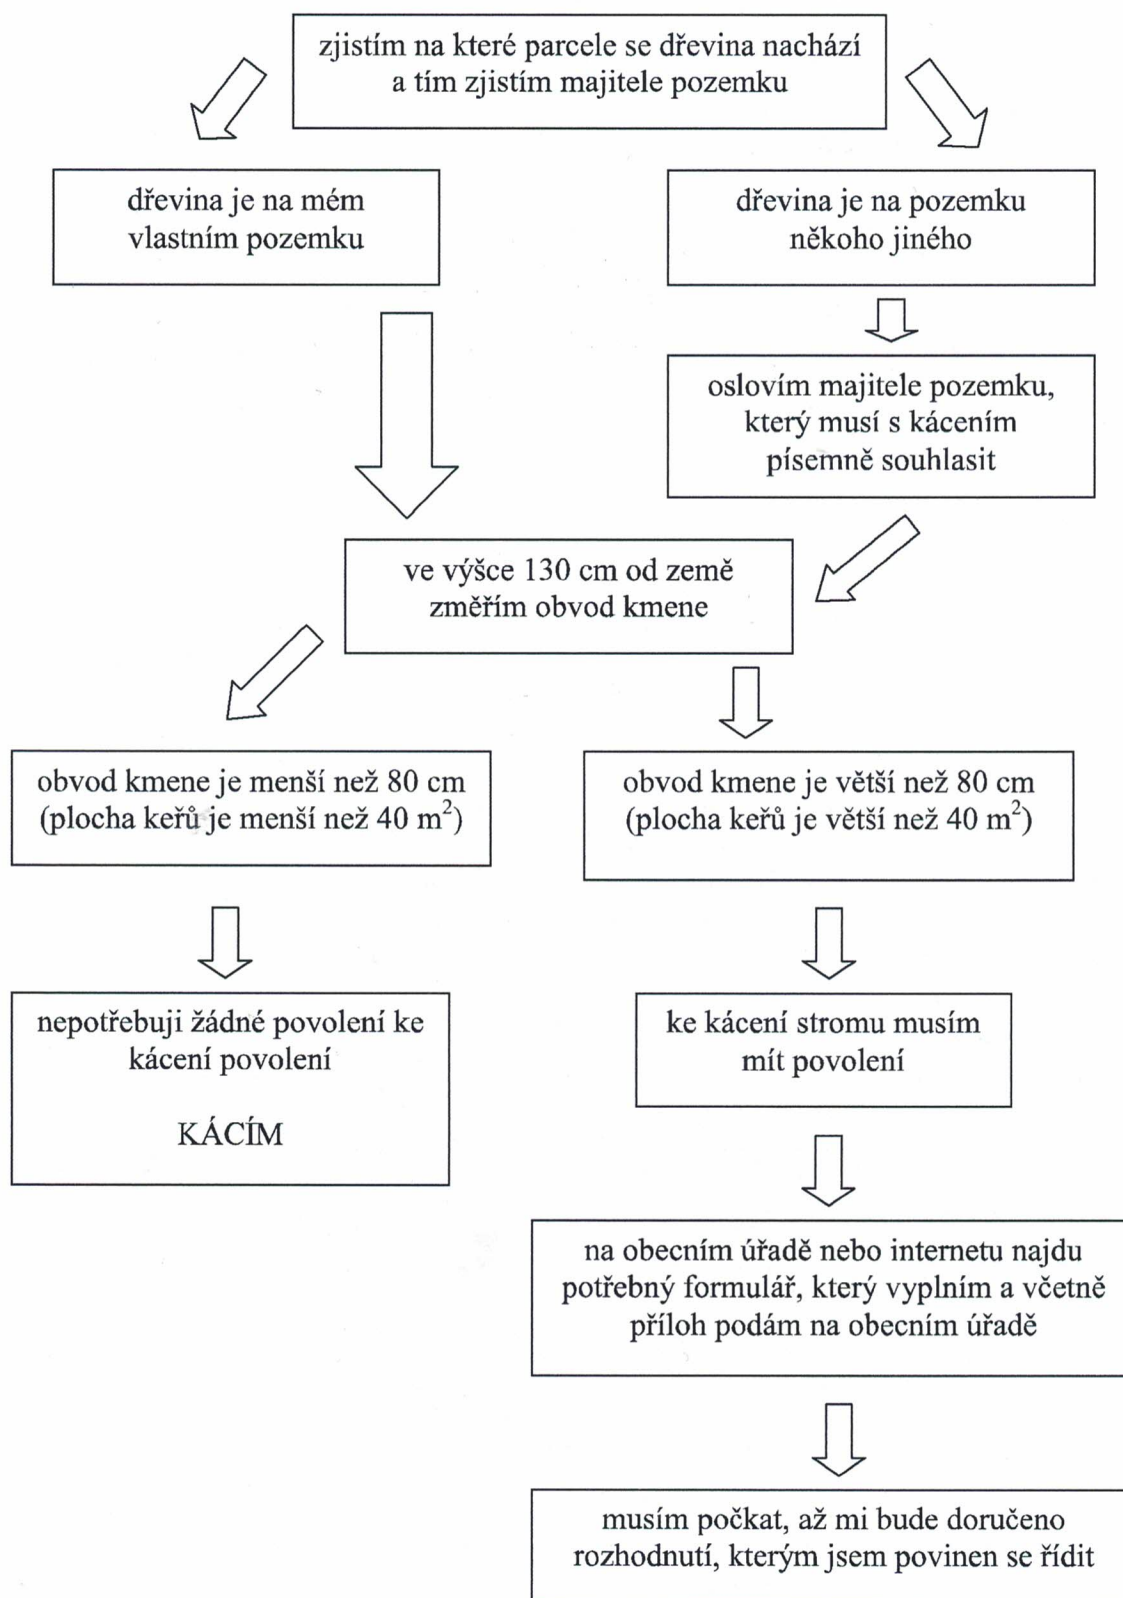 zjistím na které parcele se dřevina nachází
a tím zjistím majitele pozemku
dřevina je na mém
vlastním pozemku
dřevina je na pozemku
někoho jiného
oslovím majitele pozemku,
který musí s kácením
písemně souhlasit
ve výšce 130 cm od země
změřím obvod kmene
obvod kmene je menší než 80 cm
(plocha keřů je menší než 40 m²)
obvod kmene je větší než 80 cm
(plocha keřů je větší než 40 m²)
nepotřebuji žádné povolení ke
kácení povolení
KÁCÍM
ke kácení stromu musím
mít povolení
na obecním úřadě nebo internetu najdu
potřebný formulář, který vyplním a včetně
příloh podám na obecním úřadě
musím počkat, až mi bude doručeno
rozhodnutí, kterým jsem povinen se řídit